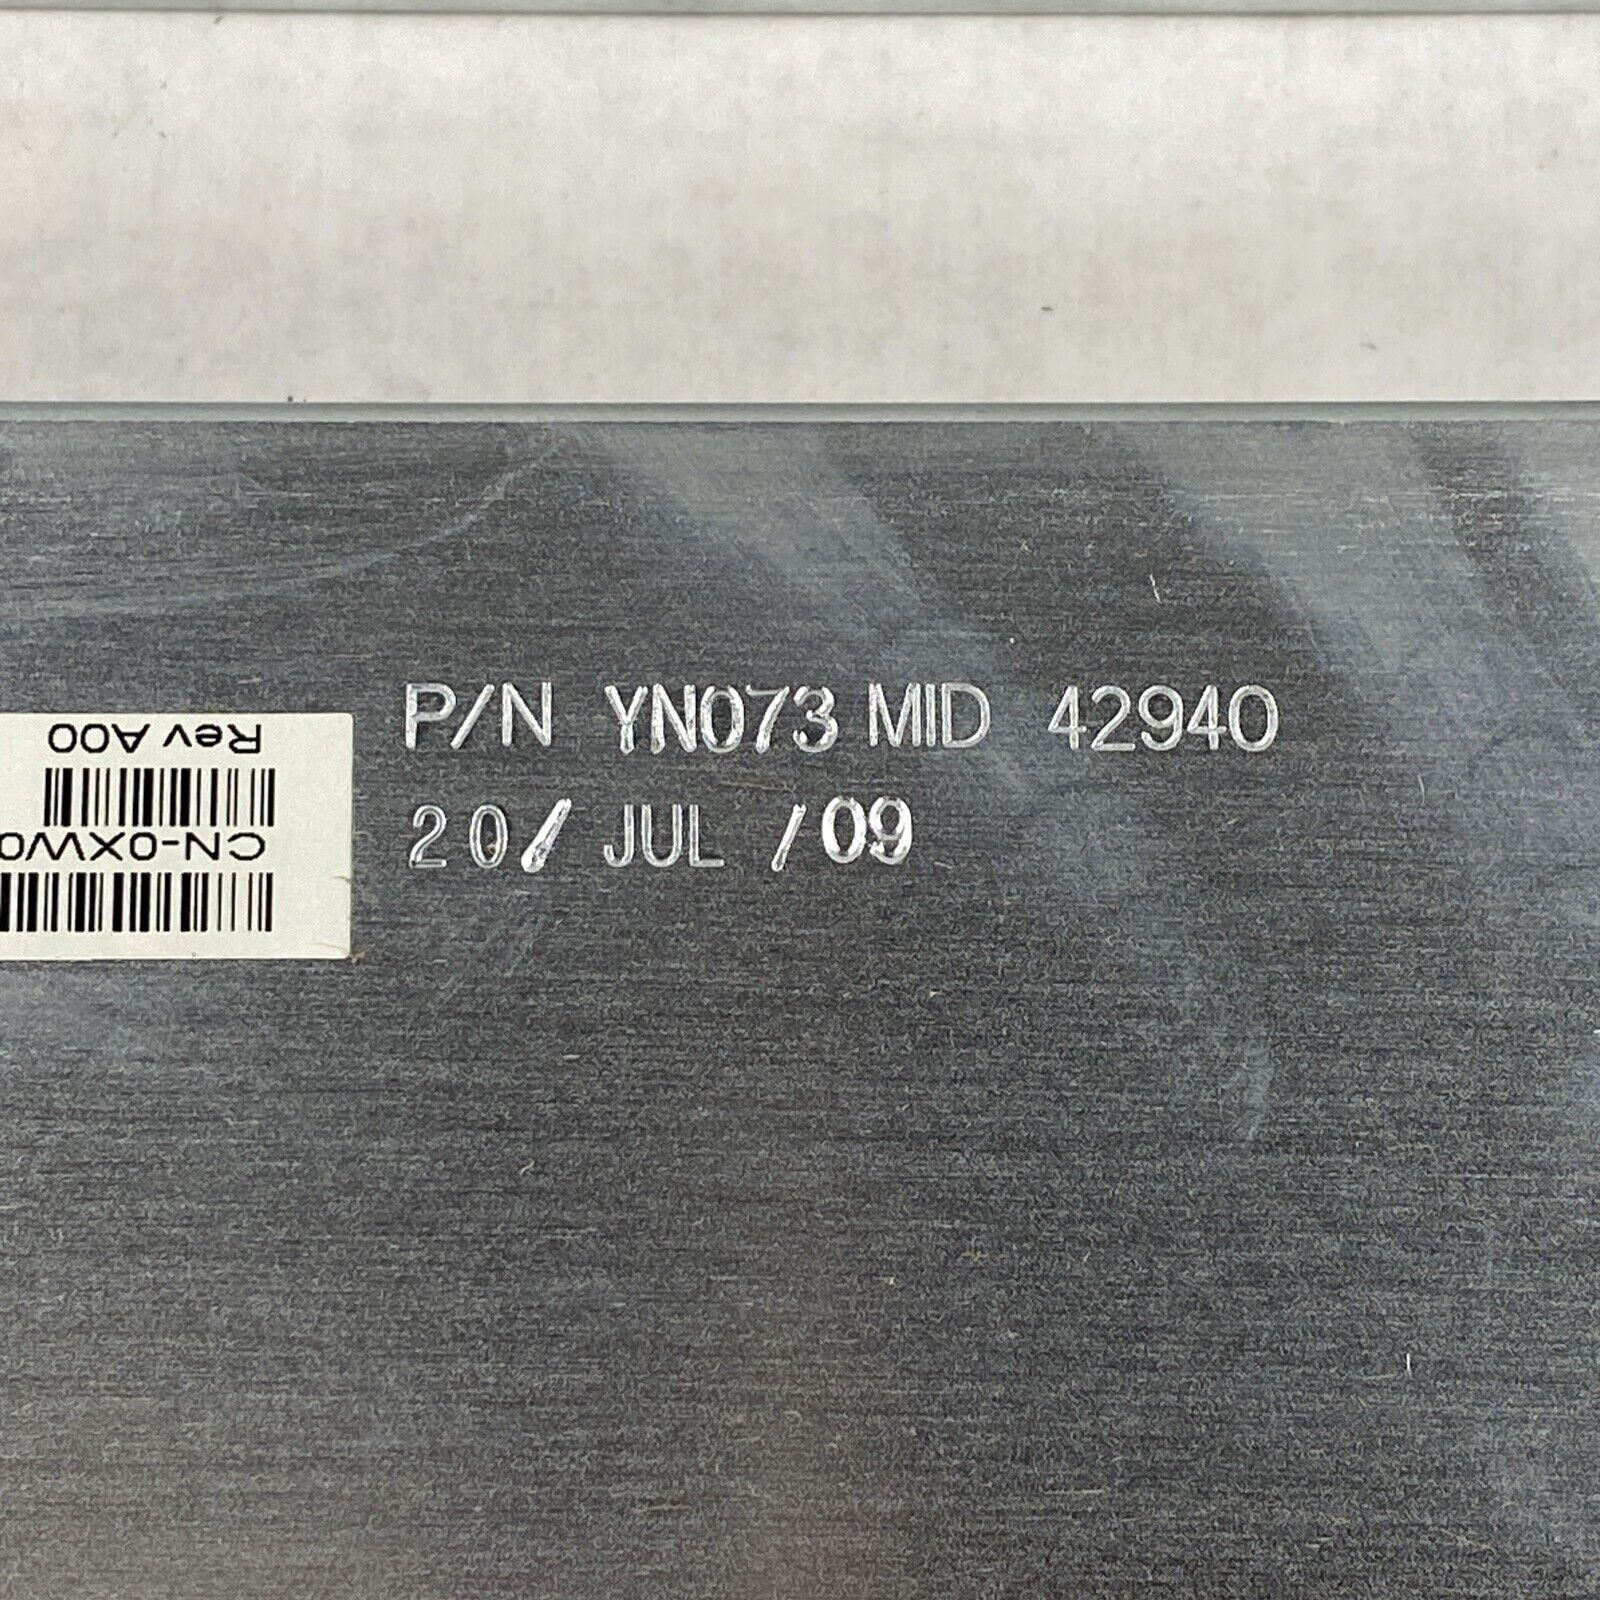 P/N YN073 MID 42940
20/ JUL /09
Rev A00
CN-0XW0